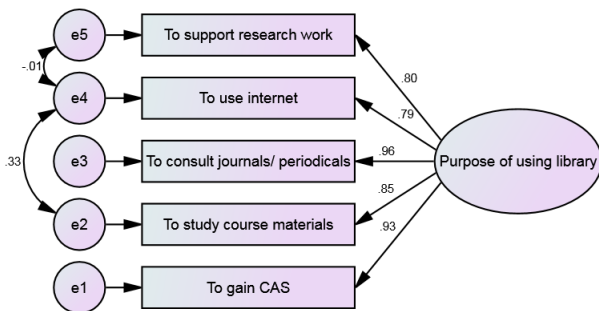 e5
To support research work
.80
-.01
e4
To use internet
.79
.33
e3
To consult journals/ periodicals
.96
Purpose of using library
e2
To study course materials
.85
.93
e1
To gain CAS